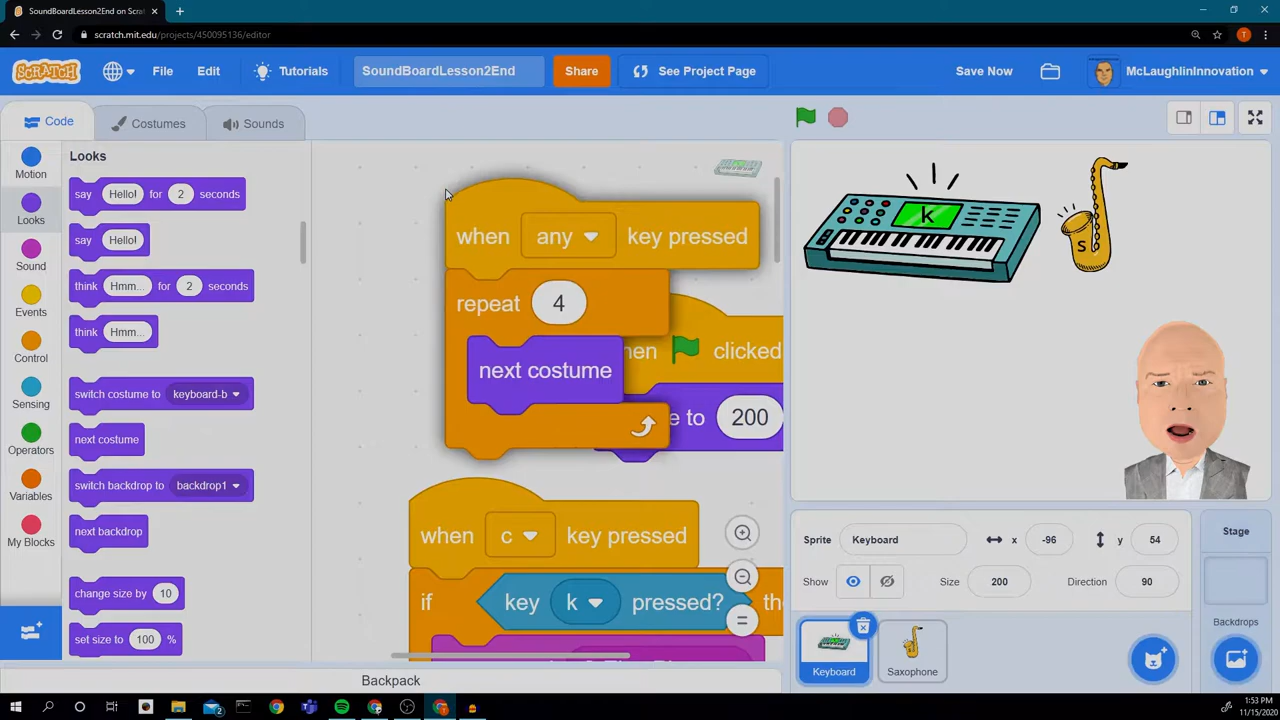 SoundBoardLesson2End on Scrat
scratch.mit.edu/projects/450095136/editor
SCRATCH File Edit Tutorials SoundBoardLesson2End Share See Project Page Save Now McLaughlinInnovation
Code Costumes Sounds
Motion
Looks
Sound
Events
Control
Sensing
Operators
Variables
My Blocks
Looks
say Hello! for 2 seconds
say Hello!
think Hmm... for 2 seconds
think Hmm...
switch costume to keyboard-b
next costume
switch backdrop to backdrop1
next backdrop
change size by 10
set size to 100 %
when any key pressed
repeat 4
next costume
clicked
e to 200
when c key pressed
if key k pressed?
Backpack
k
S
Sprite Keyboard x -96 y 54
Show Size 200 Direction 90
Keyboard
Saxophone
Stage
Backdrops
1:53 PM
11/15/2020